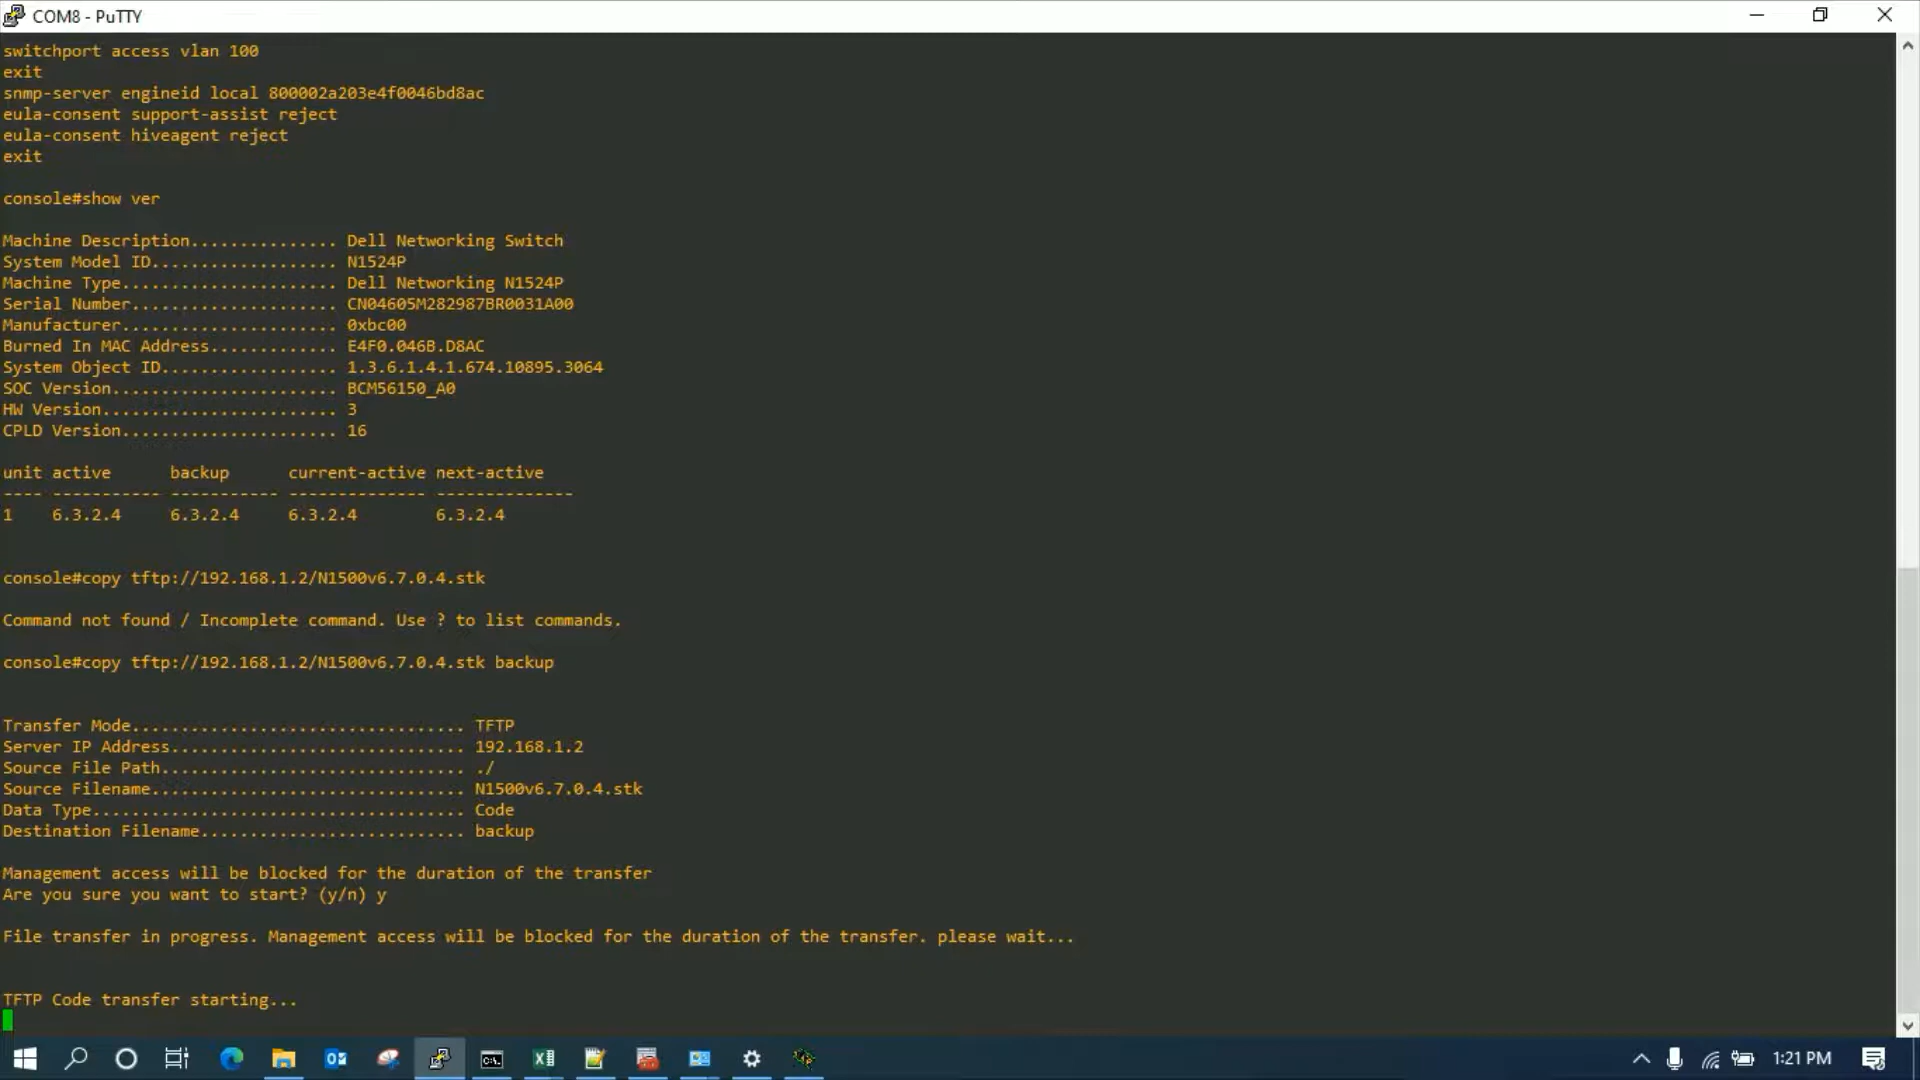 COM8 - PuTTY
switchport access vlan 100
exit
snmp-server engineid local 800002a203e4f0046bd8ac
eula-consent support-assist reject
eula-consent hiveagent reject
exit
console#show ver
Machine Description............... Dell Networking Switch
System Model ID................... N1524P
Machine Type...................... Dell Networking N1524P
Serial Number..................... CN04605M282987BR0031A00
Manufacturer...................... 0xbc00
Burned In MAC Address............. E4F0.046B.D8AC
System Object ID.................. 1.3.6.1.4.1.674.10895.3064
SOC Version....................... BCM56150_A0
HW Version........................ 3
CPLD Version...................... 16
unit active      backup      current-active next-active
---- ----------- ----------- -------------- --------------
1    6.3.2.4     6.3.2.4     6.3.2.4        6.3.2.4
console#copy tftp://192.168.1.2/N1500v6.7.0.4.stk
Command not found / Incomplete command. Use ? to list commands.
console#copy tftp://192.168.1.2/N1500v6.7.0.4.stk backup
Transfer Mode.................................. TFTP
Server IP Address.............................. 192.168.1.2
Source File Path............................... ./
Source Filename................................ N1500v6.7.0.4.stk
Data Type...................................... Code
Destination Filename........................... backup
Management access will be blocked for the duration of the transfer
Are you sure you want to start? (y/n) y
File transfer in progress. Management access will be blocked for the duration of the transfer. please wait...
TFTP Code transfer starting...
1:21 PM